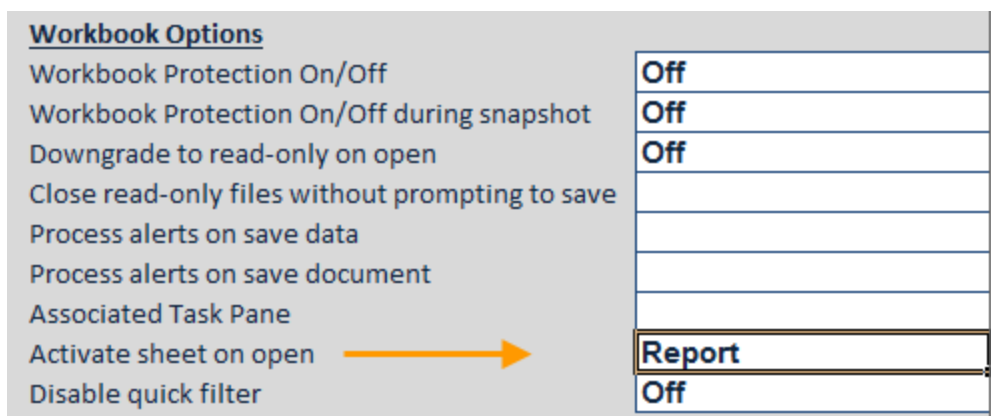 Workbook Options
Workbook Protection On/Off Off
Workbook Protection On/Off during snapshot Off
Downgrade to read-only on open Off
Close read-only files without prompting to save
Process alerts on save data
Process alerts on save document
Associated Task Pane
Activate sheet on open Report
Disable quick filter Off